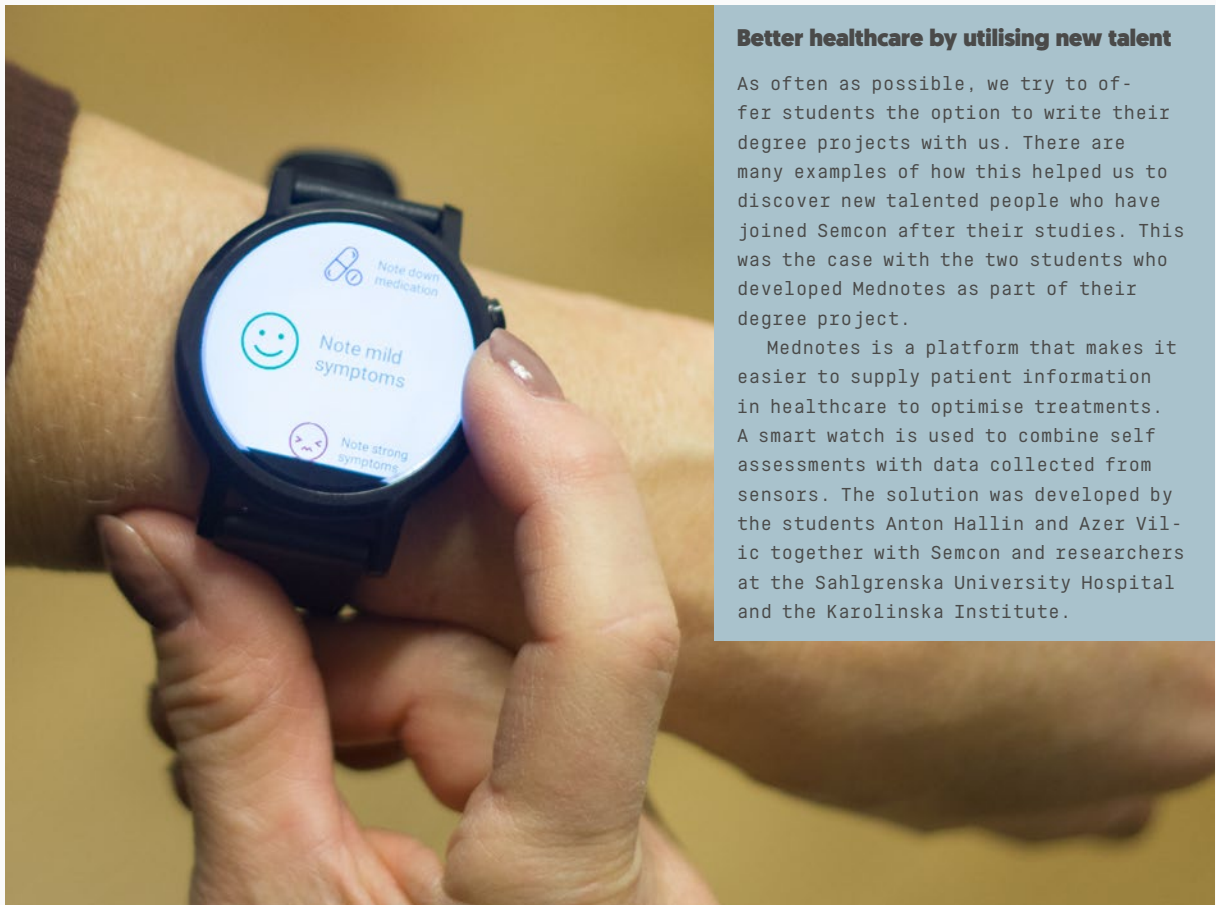 Better healthcare by utilising new talent
As often as possible, we try to of-
fer students the option to write their
degree projects with us. There are
many examples of how this helped us to
discover new talented people who have
joined Semcon after their studies. This
was the case with the two students who
developed Mednotes as part of their
degree project.
Mednotes is a platform that makes it
easier to supply patient information
in healthcare to optimise treatments.
A smart watch is used to combine self
assessments with data collected from
sensors. The solution was developed by
the students Anton Hallin and Azer Vil-
ic together with Semcon and researchers
at the Sahlgrenska University Hospital
and the Karolinska Institute.
Note down
medication
Note mild
symptoms
Note strong
symptoms